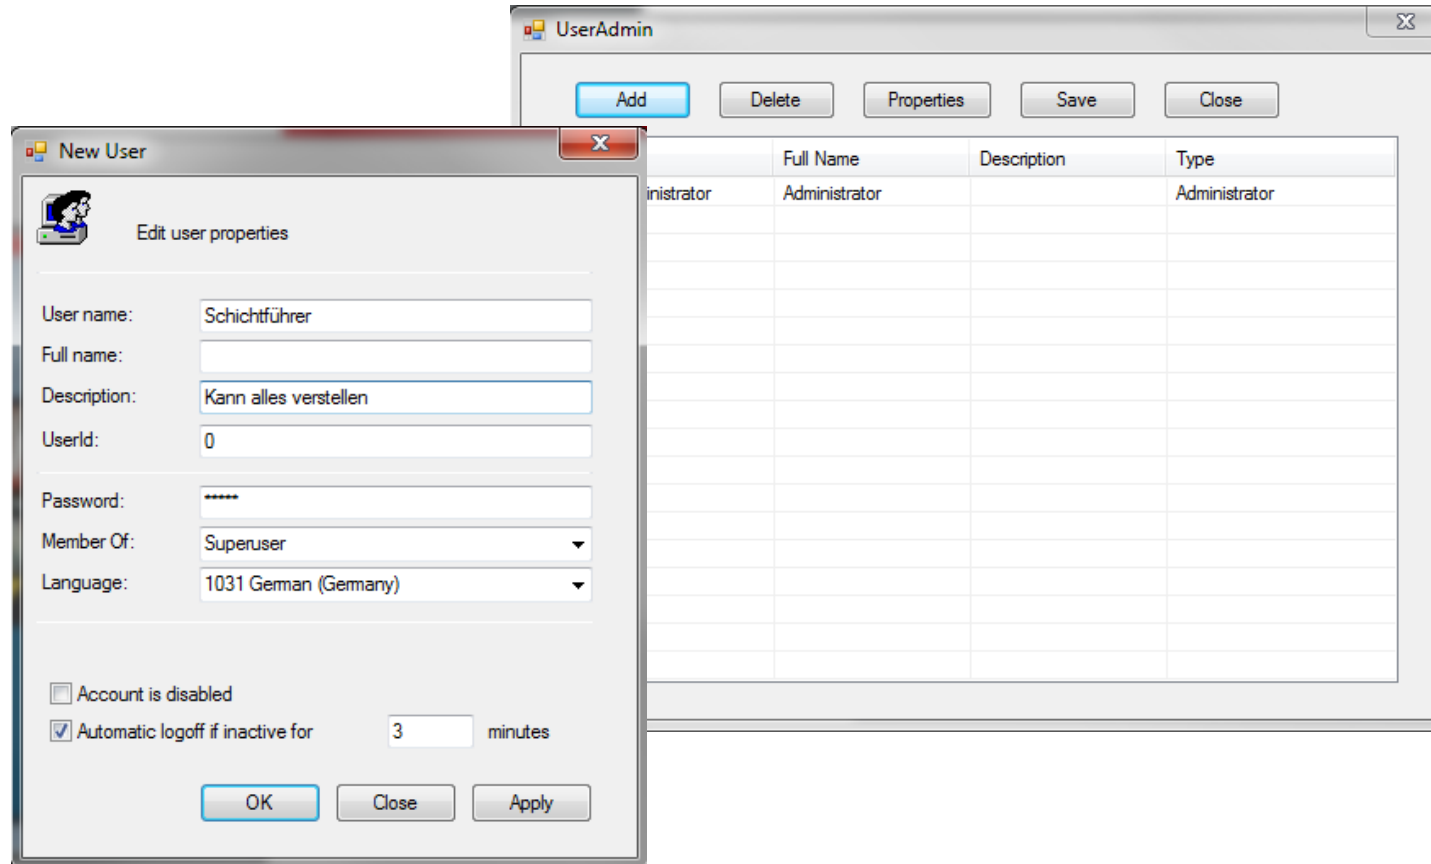 UserAdmin
Add Delete Properties Save Close
Full Name Description Type
inistrator Administrator Administrator
New User
Edit user properties
User name: Schichtführer
Full name:
Description: Kann alles verstellen
UserId: 0
Password: *****
Member Of: Superuser
Language: 1031 German (Germany)
Account is disabled
Automatic logoff if inactive for 3 minutes
OK Close Apply